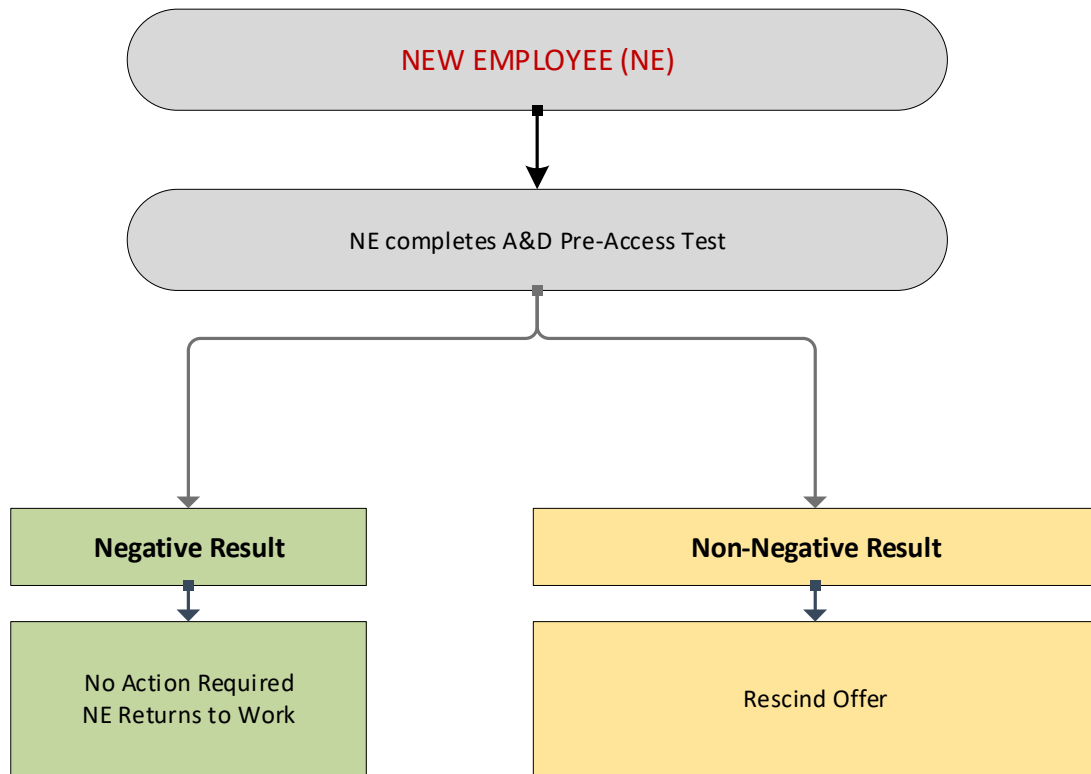 NEW EMPLOYEE (NE)
NE completes A&D Pre-Access Test
Negative Result
Non-Negative Result
No Action Required
NE Returns to Work
Rescind Offer